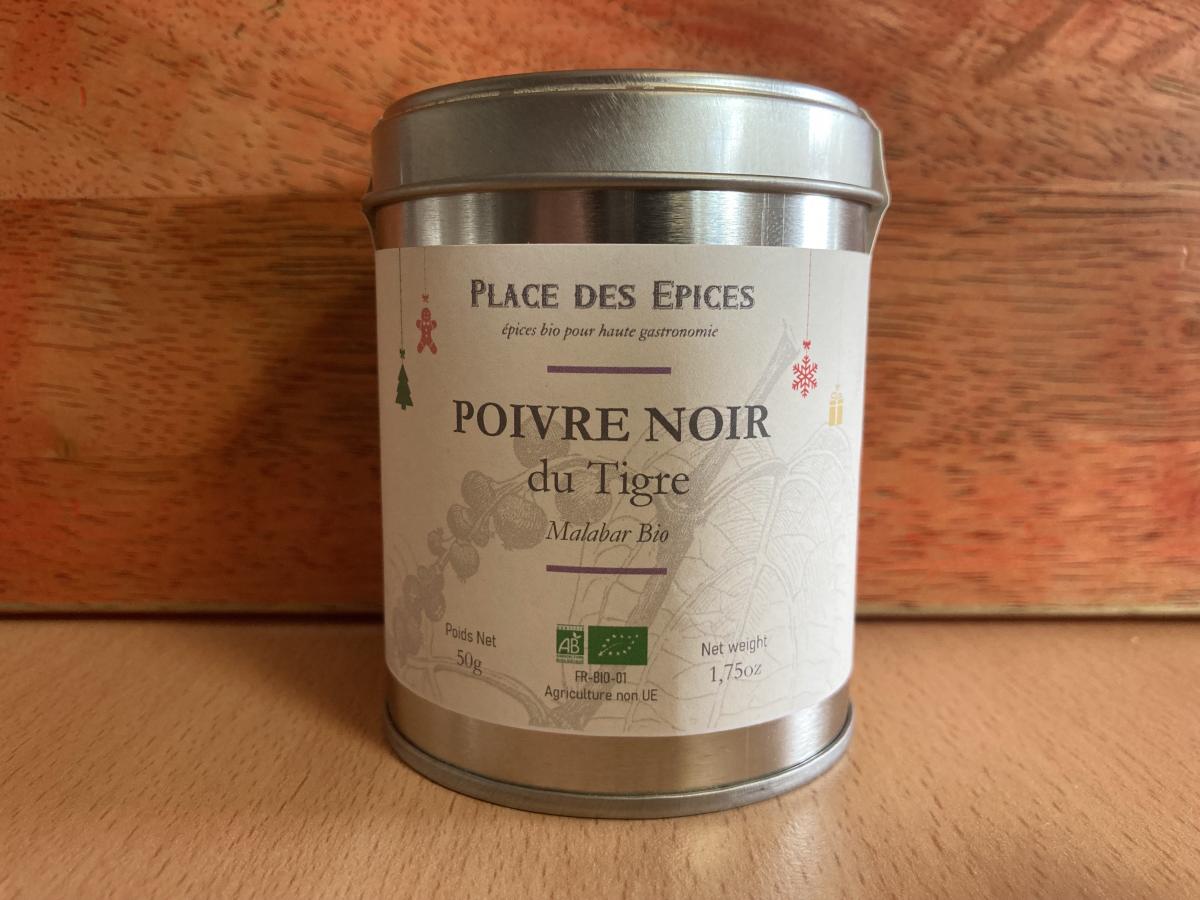 PLACE DES EPICES
épices bio pour haute gastronomie
POIVRE NOIR
du Tigre
Malabar Bio
Poids Net
50g
AB
FR-BIO-01
Agriculture non UE
Net weight
1,75oz